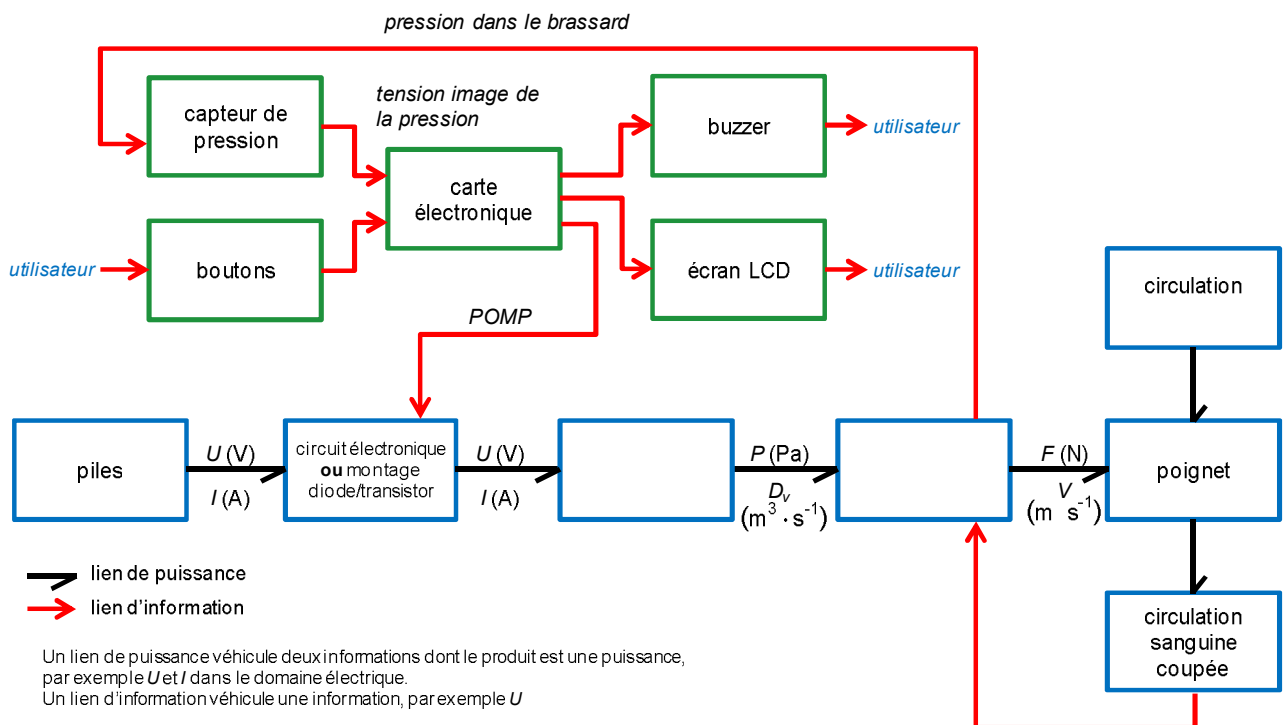 pression dans le brassard
capteur de
pression
tension image de
la pression
buzzer
utilisateur
carte
électronique
utilisateur
boutons
écran LCD
utilisateur
circulation
POMP
piles
U (V)
I (A)
circuit électronique
ou montage
diode/transistor
U (V)
I (A)
P (Pa)
Dv
(m³ · s⁻¹)
F (N)
V
(m s⁻¹)
poignet
lien de puissance
lien d'information
circulation
sanguine
coupée
Un lien de puissance véhicule deux informations dont le produit est une puissance,
par exemple U et I dans le domaine électrique.
Un lien d'information véhicule une information, par exemple U